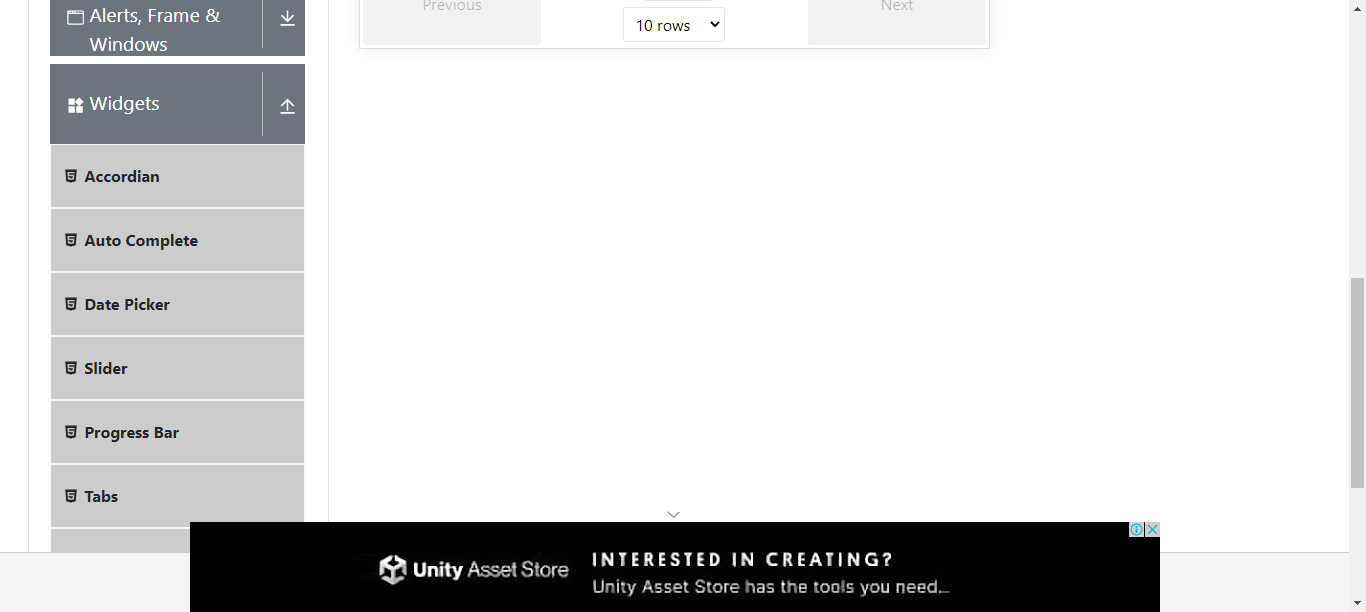 Alerts, Frame &
Windows
Previous
10 rows
Next
Widgets
Accordian
Auto Complete
Date Picker
Slider
Progress Bar
Tabs
Unity Asset Store
INTERESTED IN CREATING?
Unity Asset Store has the tools you need...